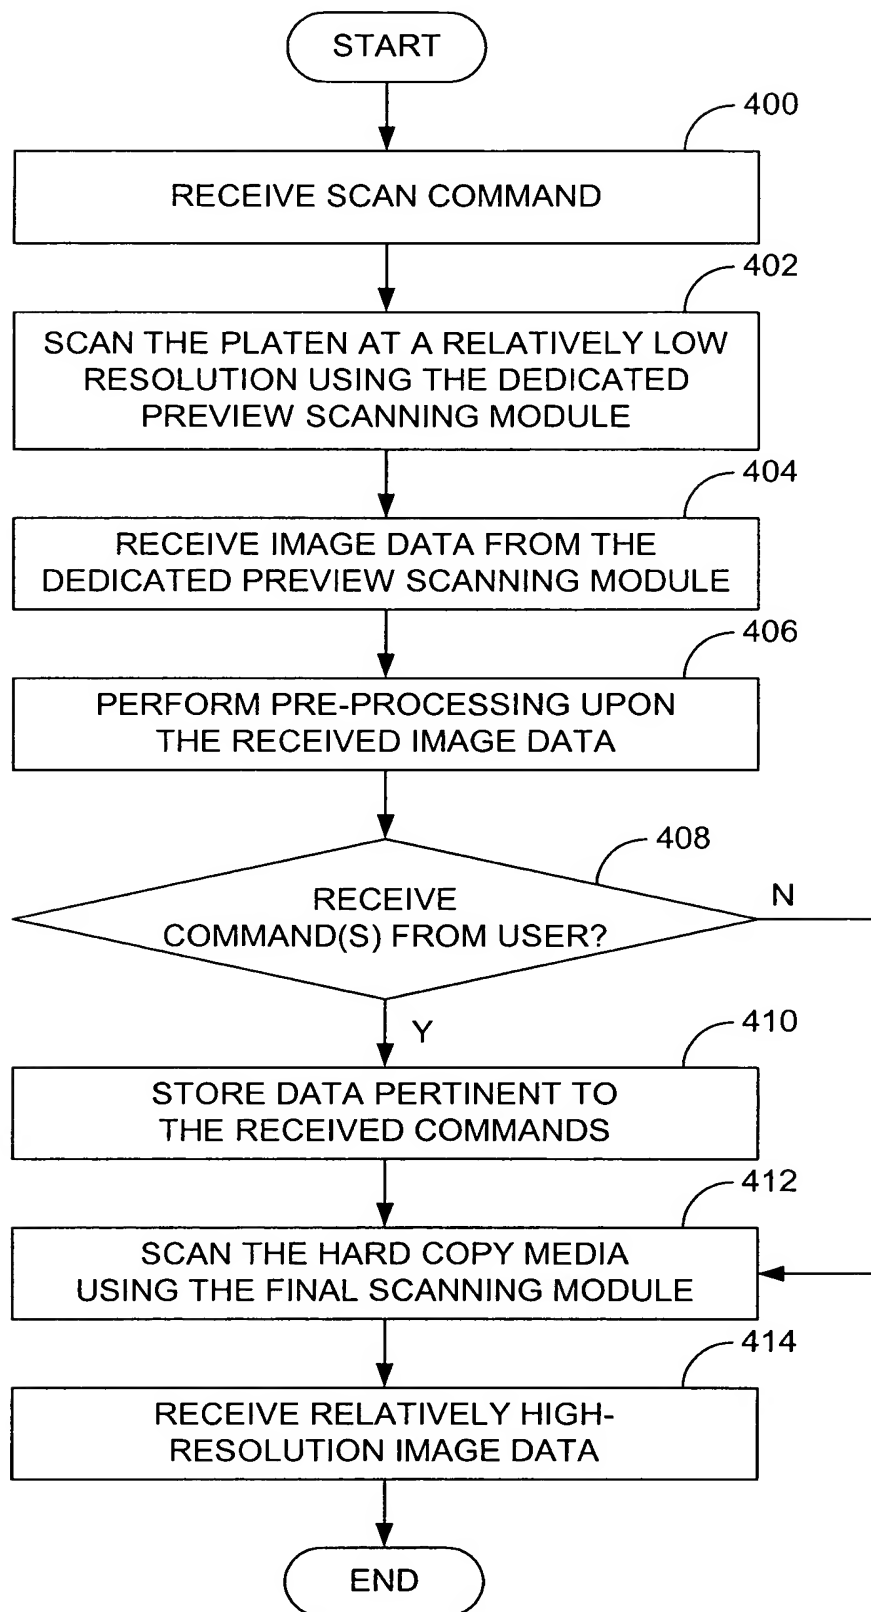 START
400
RECEIVE SCAN COMMAND
402
SCAN THE PLATEN AT A RELATIVELY LOW
RESOLUTION USING THE DEDICATED
PREVIEW SCANNING MODULE
404
RECEIVE IMAGE DATA FROM THE
DEDICATED PREVIEW SCANNING MODULE
406
PERFORM PRE-PROCESSING UPON
THE RECEIVED IMAGE DATA
408
RECEIVE
COMMAND(S) FROM USER?
N
Y
410
STORE DATA PERTINENT TO
THE RECEIVED COMMANDS
412
SCAN THE HARD COPY MEDIA
USING THE FINAL SCANNING MODULE
414
RECEIVE RELATIVELY HIGH-
RESOLUTION IMAGE DATA
END